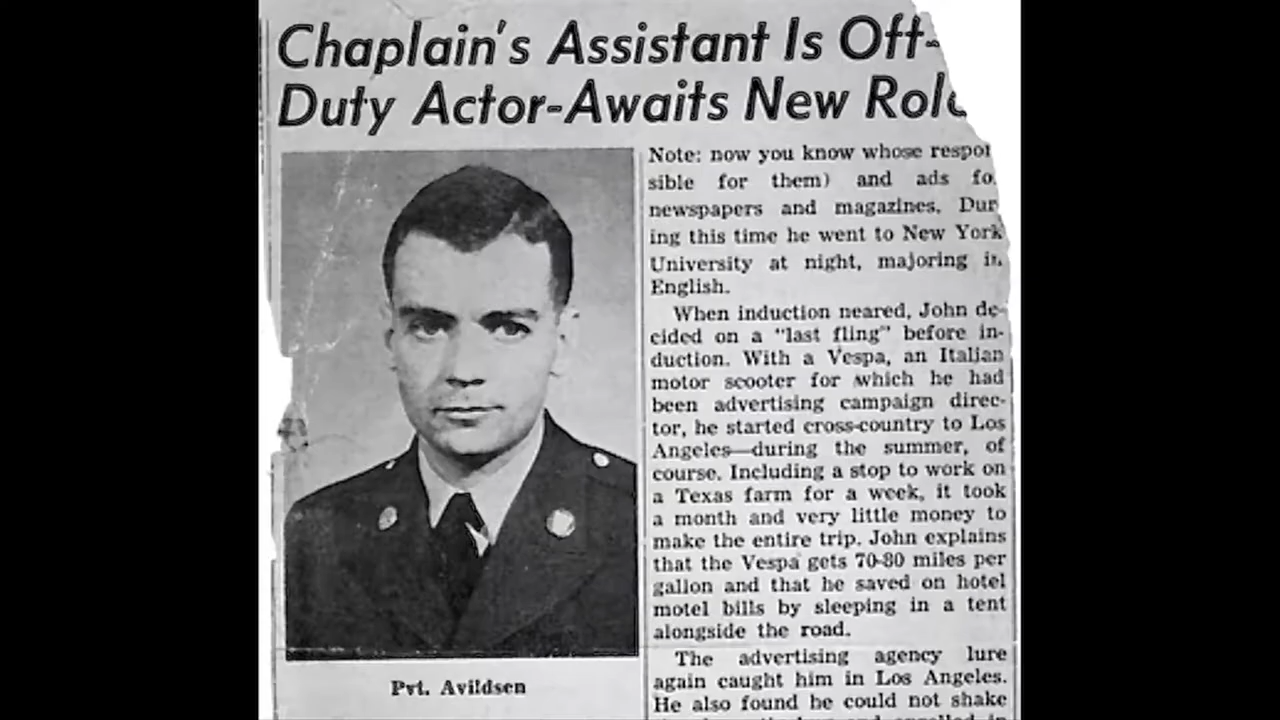 Chaplain's Assistant Is Off-
Duty Actor-Awaits New Role
Pvt. Avildsen
Note: now you know whose respon
sible for them) and ads fo
newspapers and magazines. Dur
ing this time he went to New York
University at night, majoring in
English.
When induction neared, John de-
cided on a "last fling" before in-
duction. With a Vespa, an Italian
motor scooter for which he had
been advertising campaign direc-
tor, he started cross-country to Los
Angeles—during the summer, of
course. Including a stop to work on
a Texas farm for a week, it took
a month and very little money to
make the entire trip. John explains
that the Vespa gets 70-80 miles per
gallon and that he saved on hotel
motel bills by sleeping in a tent
alongside the road.
The advertising agency lure
again caught him in Los Angeles.
He also found he could not shake